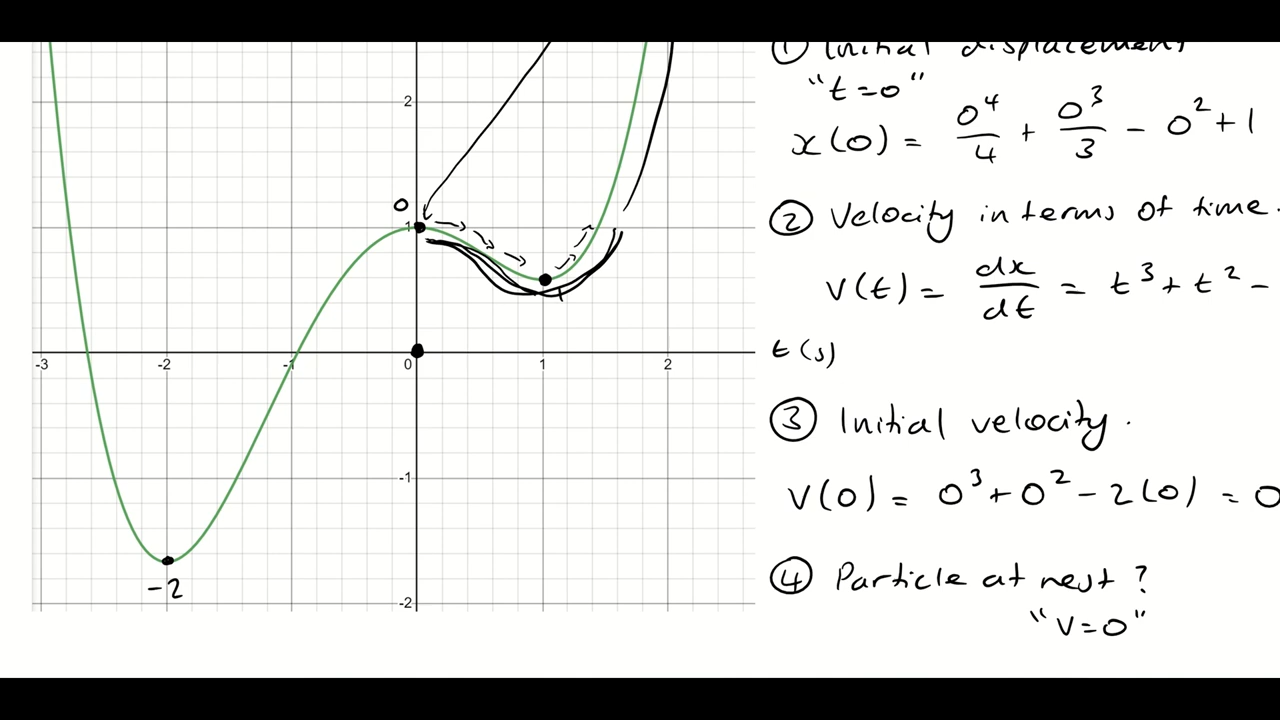 ① Initial displacement
"t=0"
x(0) = 0⁴/4 + 0³/3 - 0² + 1
② Velocity in terms of time.
v(t) = dx/dt = t³ + t² -
t(s)
③ Initial velocity.
v(0) = 0³ + 0² - 2(0) = 0
④ Particle at rest?
"v=0"
2
0
1
-3 -2 -1 0 1 2
-1
-2
-2